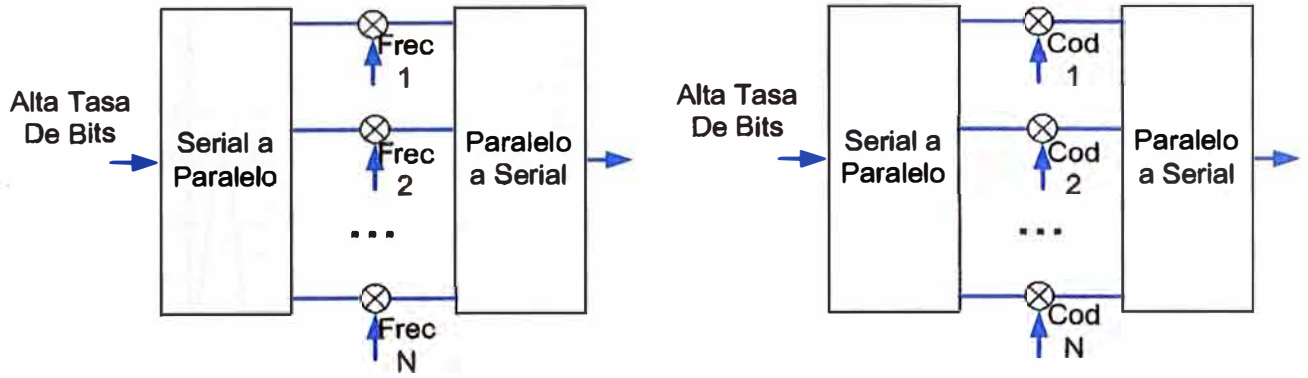 Alta Tasa
De Bits
Serial a
Paralelo
Frec
1
Frec
2
...
Frec
N
Paralelo
a Serial
Alta Tasa
De Bits
Serial a
Paralelo
Cod
1
Cod
2
...
Cod
N
Paralelo
a Serial